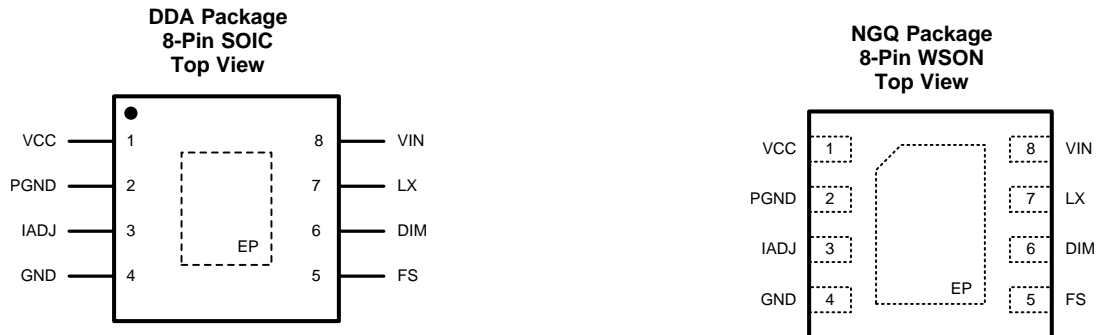 DDA Package
8-Pin SOIC
Top View
VCC 1 8 VIN
PGND 2 7 LX
IADJ 3 6 DIM
GND 4 EP 5 FS
NGQ Package
8-Pin WSON
Top View
VCC 1 8 VIN
PGND 2 7 LX
IADJ 3 6 DIM
GND 4 EP 5 FS